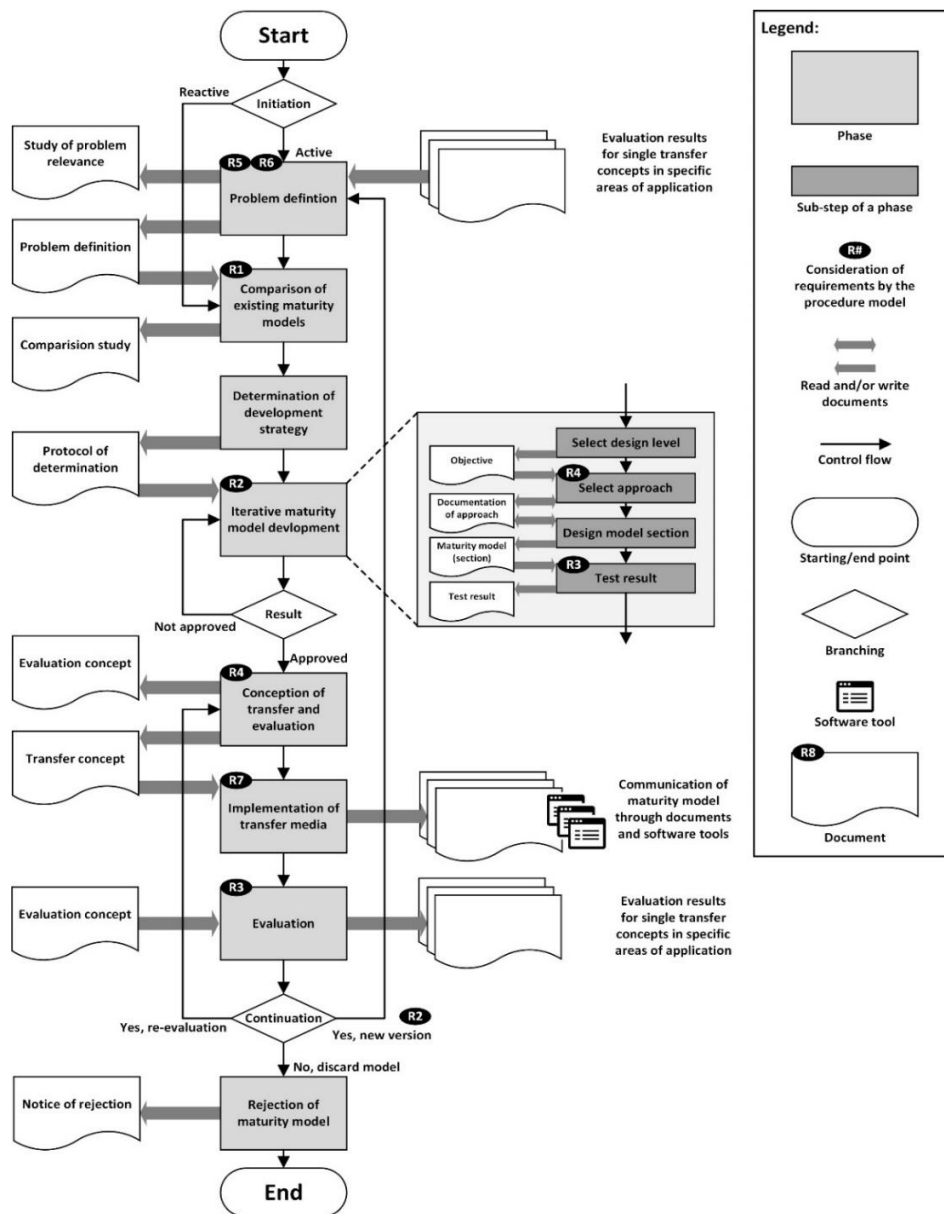 Start
Reactive
Initiation
Active
Study of problem
relevance
R5
R6
Problem defintion
Evaluation results
for single transfer
concepts in specific
areas of application
Problem definition
R1
Comparison of
existing maturity
models
Comparision study
Determination of
development
strategy
Protocol of
determination
R2
Iterative maturity
model devlopment
Select design level
Objective
R4
Select approach
Documentation
of approach
Design model section
Maturity model
(section)
R3
Test result
Test result
Result
Not approved
Approved
Evaluation concept
R4
Conception of
transfer and
evaluation
Transfer concept
R7
Implementation of
transfer media
Communication of
maturity model
through documents
and software tools
Evaluation concept
R3
Evaluation
Evaluation results
for single transfer
concepts in specific
areas of application
Continuation
R2
Yes, re-evaluation
Yes, new version
No, discard model
Notice of rejection
Rejection of
maturity model
End
Legend:
Phase
Sub-step of a phase
R#
Consideration of
requirements by the
procedure model
Read and/or write
documents
Control flow
Starting/end point
Branching
Software tool
R8
Document